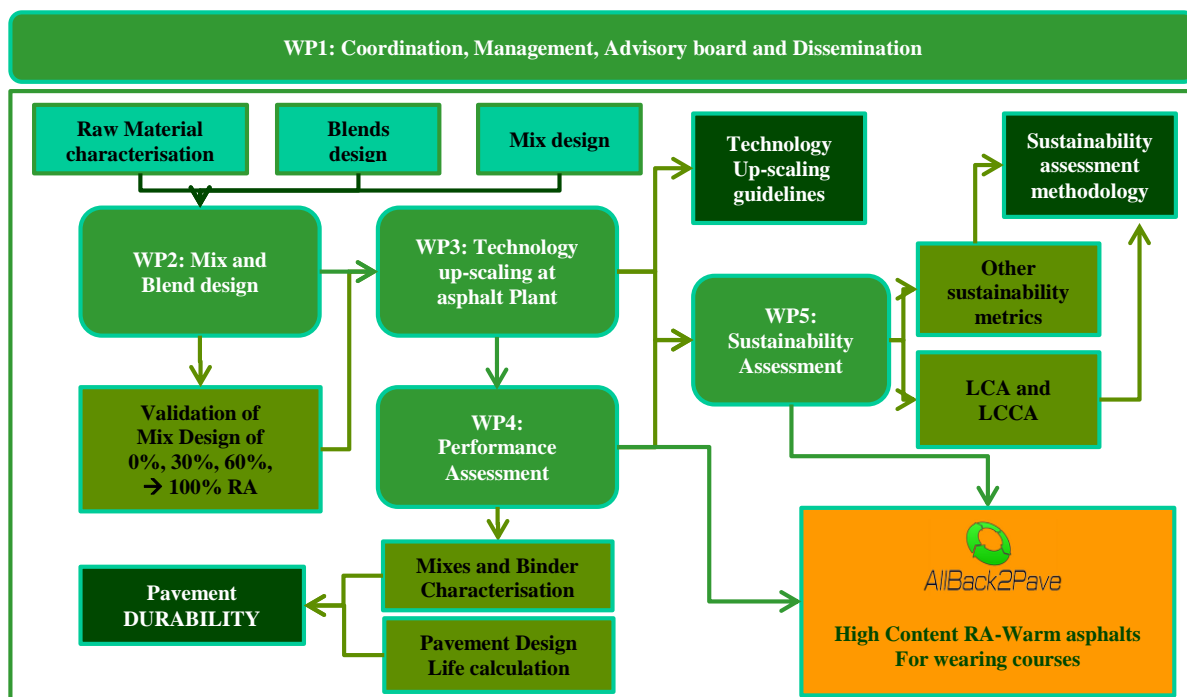 WP1: Coordination, Management, Advisory board and Dissemination
Raw Material
characterisation
Blends
design
Mix design
Technology
Up-scaling
guidelines
Sustainability
assessment
methodology
WP2: Mix and
Blend design
WP3: Technology
up-scaling at
asphalt Plant
WP5:
Sustainability
Assessment
Other
sustainability
metrics
LCA and
LCCA
Validation of
Mix Design of
0%, 30%, 60%,
→ 100% RA
WP4:
Performance
Assessment
Mixes and Binder
Characterisation
Pavement
DURABILITY
Pavement Design
Life calculation
AllBack2Pave
High Content RA-Warm asphalts
For wearing courses